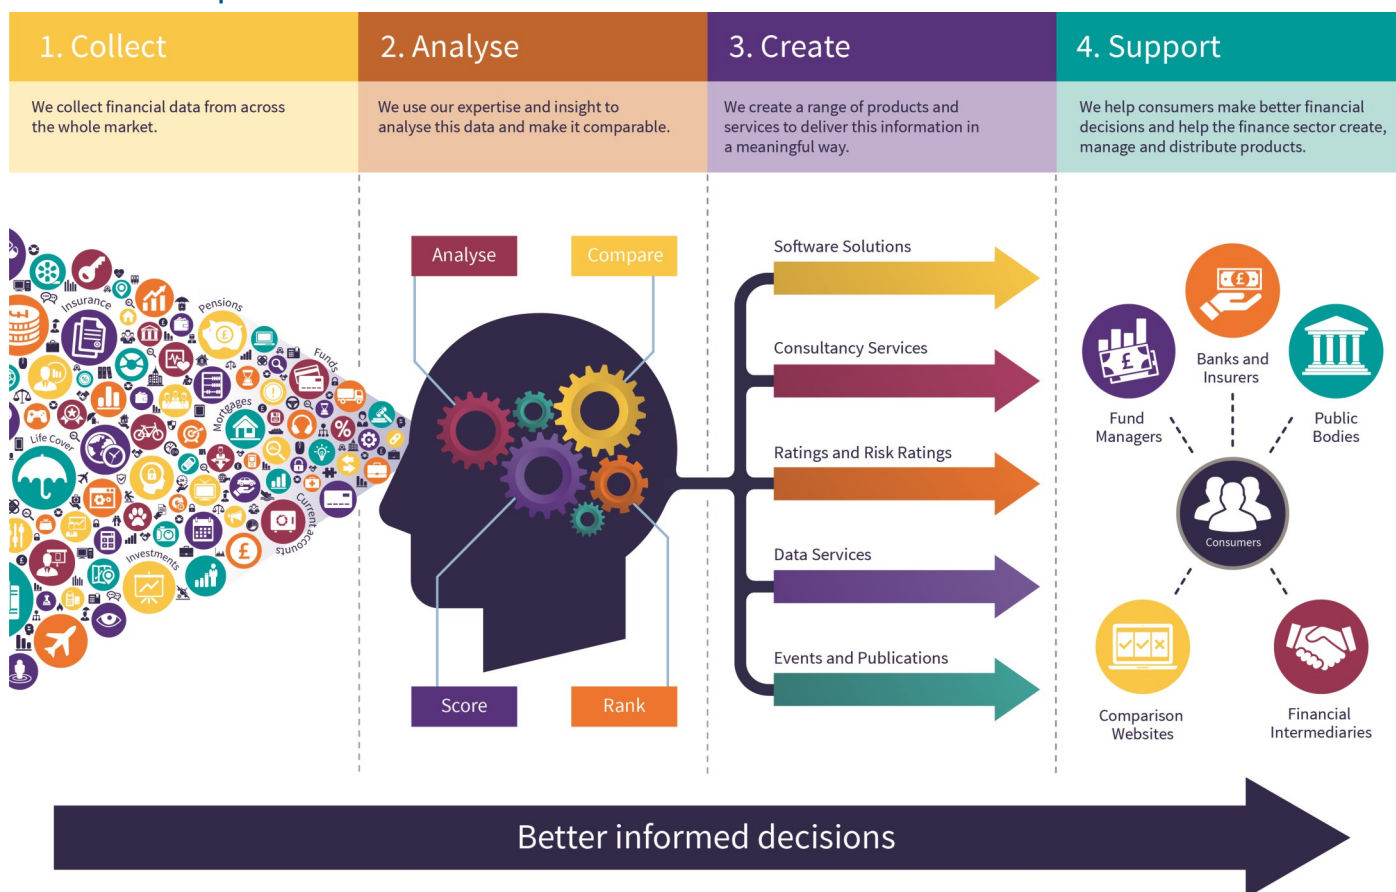 1. Collect
2. Analyse
3. Create
4. Support
We collect financial data from across
the whole market.
We use our expertise and insight to
analyse this data and make it comparable.
We create a range of products and
services to deliver this information in
a meaningful way.
We help consumers make better financial
decisions and help the finance sector create,
manage and distribute products.
Insurance
Pensions
Funds
Mortgages
Life Cover
Current accounts
Investments
Analyse
Compare
Score
Rank
Software Solutions
Consultancy Services
Ratings and Risk Ratings
Data Services
Events and Publications
Fund
Managers
Banks and
Insurers
Public
Bodies
Consumers
Comparison
Websites
Financial
Intermediaries
Better informed decisions